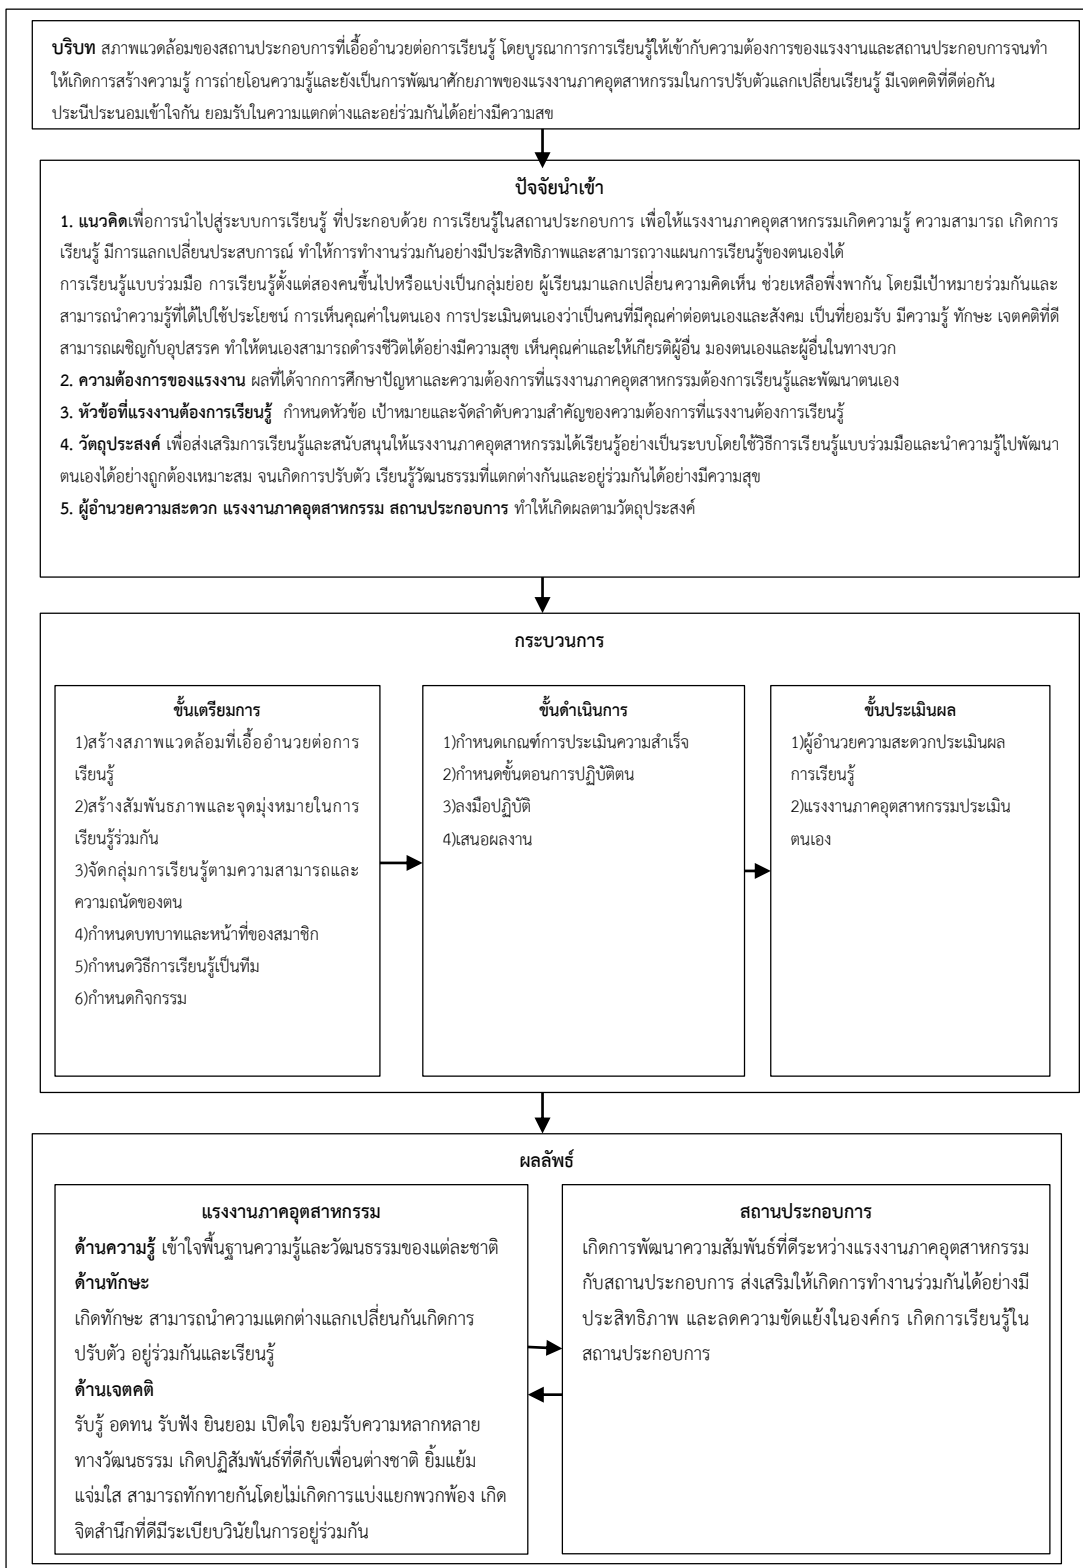 บริบท สภาพแวดล้อมของสถานประกอบการที่เอื้ออำนวยต่อการเรียนรู้ โดยบูรณาการการเรียนรู้ให้เข้ากับความต้องการของแรงงานและสถานประกอบการจนทำ
ให้เกิดการสร้างความรู้ การถ่ายโอนความรู้และยังเป็นการพัฒนาศักยภาพของแรงงานภาคอุตสาหกรรมในการปรับตัวแลกเปลี่ยนเรียนรู้ มีเจตคติที่ดีต่อกัน
ประนีประนอมเข้าใจกัน ยอมรับในความแตกต่างและอยู่ร่วมกันได้อย่างมีความสุข
ปัจจัยนำเข้า
1. แนวคิดเพื่อการนำไปสู่ระบบการเรียนรู้ ที่ประกอบด้วย การเรียนรู้ในสถานประกอบการ เพื่อให้แรงงานภาคอุตสาหกรรมเกิดความรู้ ความสามารถ เกิดการ
เรียนรู้ มีการแลกเปลี่ยนประสบการณ์ ทำให้การทำงานร่วมกันอย่างมีประสิทธิภาพและสามารถวางแผนการเรียนรู้ของตนเองได้
การเรียนรู้แบบร่วมมือ การเรียนรู้ตั้งแต่สองคนขึ้นไปหรือแบ่งเป็นกลุ่มย่อย ผู้เรียนมาแลกเปลี่ยนความคิดเห็น ช่วยเหลือพึ่งพากัน โดยมีเป้าหมายร่วมกันและ
สามารถนำความรู้ที่ได้ไปใช้ประโยชน์ การเห็นคุณค่าในตนเอง การประเมินตนเองว่าเป็นคนที่มีคุณค่าต่อตนเองและสังคม เป็นที่ยอมรับ มีความรู้ ทักษะ เจตคติที่ดี
สามารถเผชิญกับอุปสรรค ทำให้ตนเองสามารถดำรงชีวิตได้อย่างมีความสุข เห็นคุณค่าและให้เกียรติผู้อื่น มองตนเองและผู้อื่นในทางบวก
2. ความต้องการของแรงงาน ผลที่ได้จากการศึกษาปัญหาและความต้องการที่แรงงานภาคอุตสาหกรรมต้องการเรียนรู้และพัฒนาตนเอง
3. หัวข้อที่แรงงานต้องการเรียนรู้ กำหนดหัวข้อ เป้าหมายและจัดลำดับความสำคัญของความต้องการที่แรงงานต้องการเรียนรู้
4. วัตถุประสงค์ เพื่อส่งเสริมการเรียนรู้และสนับสนุนให้แรงงานภาคอุตสาหกรรมได้เรียนรู้อย่างเป็นระบบโดยใช้วิธีการเรียนรู้แบบร่วมมือและนำความรู้ไปพัฒนา
ตนเองได้อย่างถูกต้องเหมาะสม จนเกิดการปรับตัว เรียนรู้วัฒนธรรมที่แตกต่างกันและอยู่ร่วมกันได้อย่างมีความสุข
5. ผู้อำนวยความสะดวก แรงงานภาคอุตสาหกรรม สถานประกอบการ ทำให้เกิดผลตามวัตถุประสงค์
กระบวนการ
ขั้นเตรียมการ
1)สร้างสภาพแวดล้อมที่เอื้ออำนวยต่อการ
เรียนรู้
2)สร้างสัมพันธภาพและจุดมุ่งหมายในการ
เรียนรู้ร่วมกัน
3)จัดกลุ่มการเรียนรู้ตามความสามารถและ
ความถนัดของตน
4)กำหนดบทบาทและหน้าที่ของสมาชิก
5)กำหนดวิธีการเรียนรู้เป็นทีม
6)กำหนดกิจกรรม
ขั้นดำเนินการ
1)กำหนดเกณฑ์การประเมินความสำเร็จ
2)กำหนดขั้นตอนการปฏิบัติตน
3)ลงมือปฏิบัติ
4)เสนอผลงาน
ขั้นประเมินผล
1)ผู้อำนวยความสะดวกประเมินผล
การเรียนรู้
2)แรงงานภาคอุตสาหกรรมประเมิน
ตนเอง
ผลลัพธ์
แรงงานภาคอุตสาหกรรม
ด้านความรู้ เข้าใจพื้นฐานความรู้และวัฒนธรรมของแต่ละชาติ
ด้านทักษะ
เกิดทักษะ สามารถนำความแตกต่างแลกเปลี่ยนกันเกิดการ
ปรับตัว อยู่ร่วมกันและเรียนรู้
ด้านเจตคติ
รับรู้ อดทน รับฟัง ยินยอม เปิดใจ ยอมรับความหลากหลาย
ทางวัฒนธรรม เกิดปฏิสัมพันธ์ที่ดีกับเพื่อนต่างชาติ ยิ้มแย้ม
แจ่มใส สามารถทักทายกันโดยไม่เกิดการแบ่งแยกพวกพ้อง เกิด
จิตสำนึกที่ดีมีระเบียบวินัยในการอยู่ร่วมกัน
สถานประกอบการ
เกิดการพัฒนาความสัมพันธ์ที่ดีระหว่างแรงงานภาคอุตสาหกรรม
กับสถานประกอบการ ส่งเสริมให้เกิดการทำงานร่วมกันได้อย่างมี
ประสิทธิภาพ และลดความขัดแย้งในองค์กร เกิดการเรียนรู้ใน
สถานประกอบการ